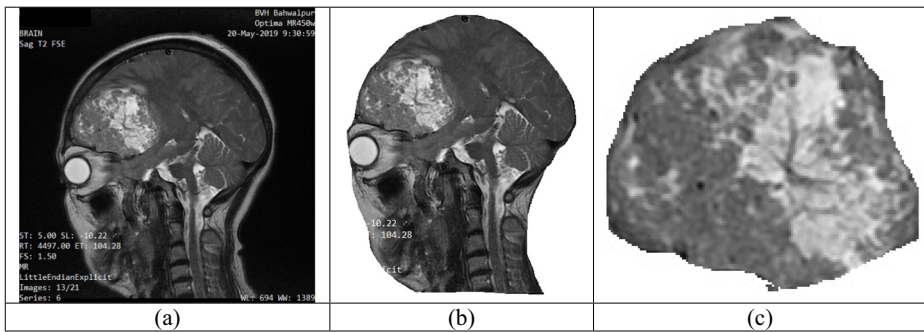 BVH Bahwalpur
Optima MR450w
BRAIN 20-May-2019 9:30:59
Sag T2 FSE
ST: 5.00 SL: -10.22
RT: 4497.00 ET: 104.28
FS: 1.50
MR
LittleEndianExplicit
Images: 13/21
Series: 6 WL: 694 WW: 1389
-10.22
: 104.28
icit
(a) (b) (c)